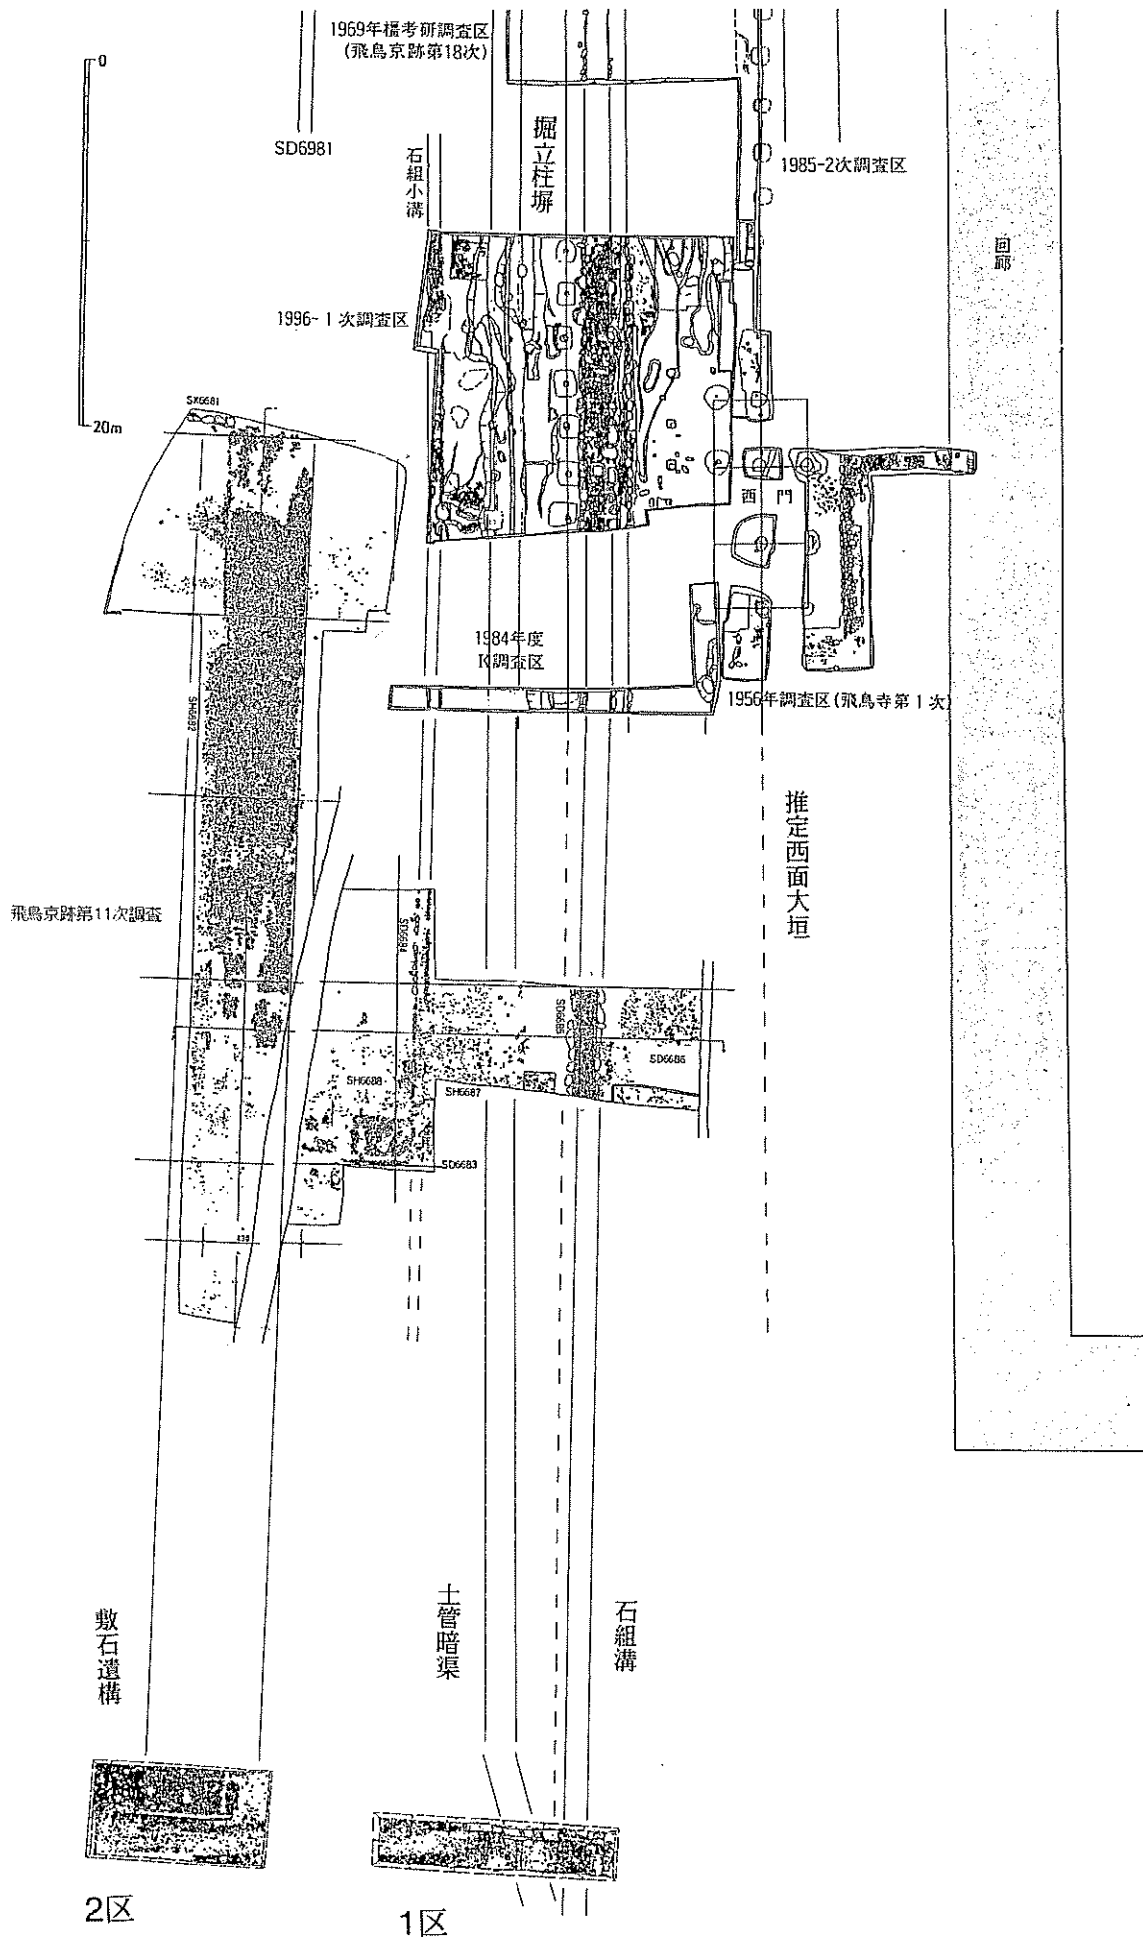 1969年橿考研調査区
(飛鳥京跡第18次)
0
SD6981
石組小溝
掘立柱塀
1985-2次調査区
回廊
1996-1次調査区
SX6681
20m
西門
1984年度
K調査区
1956年調査区(飛鳥寺第1次)
SH6682
推定西面大垣
飛鳥京跡第11次調査
SD6684
SD6685
SD6686
SH6688
SH6687
SD6683
敷石遺構
土管暗渠
石組溝
2区
1区